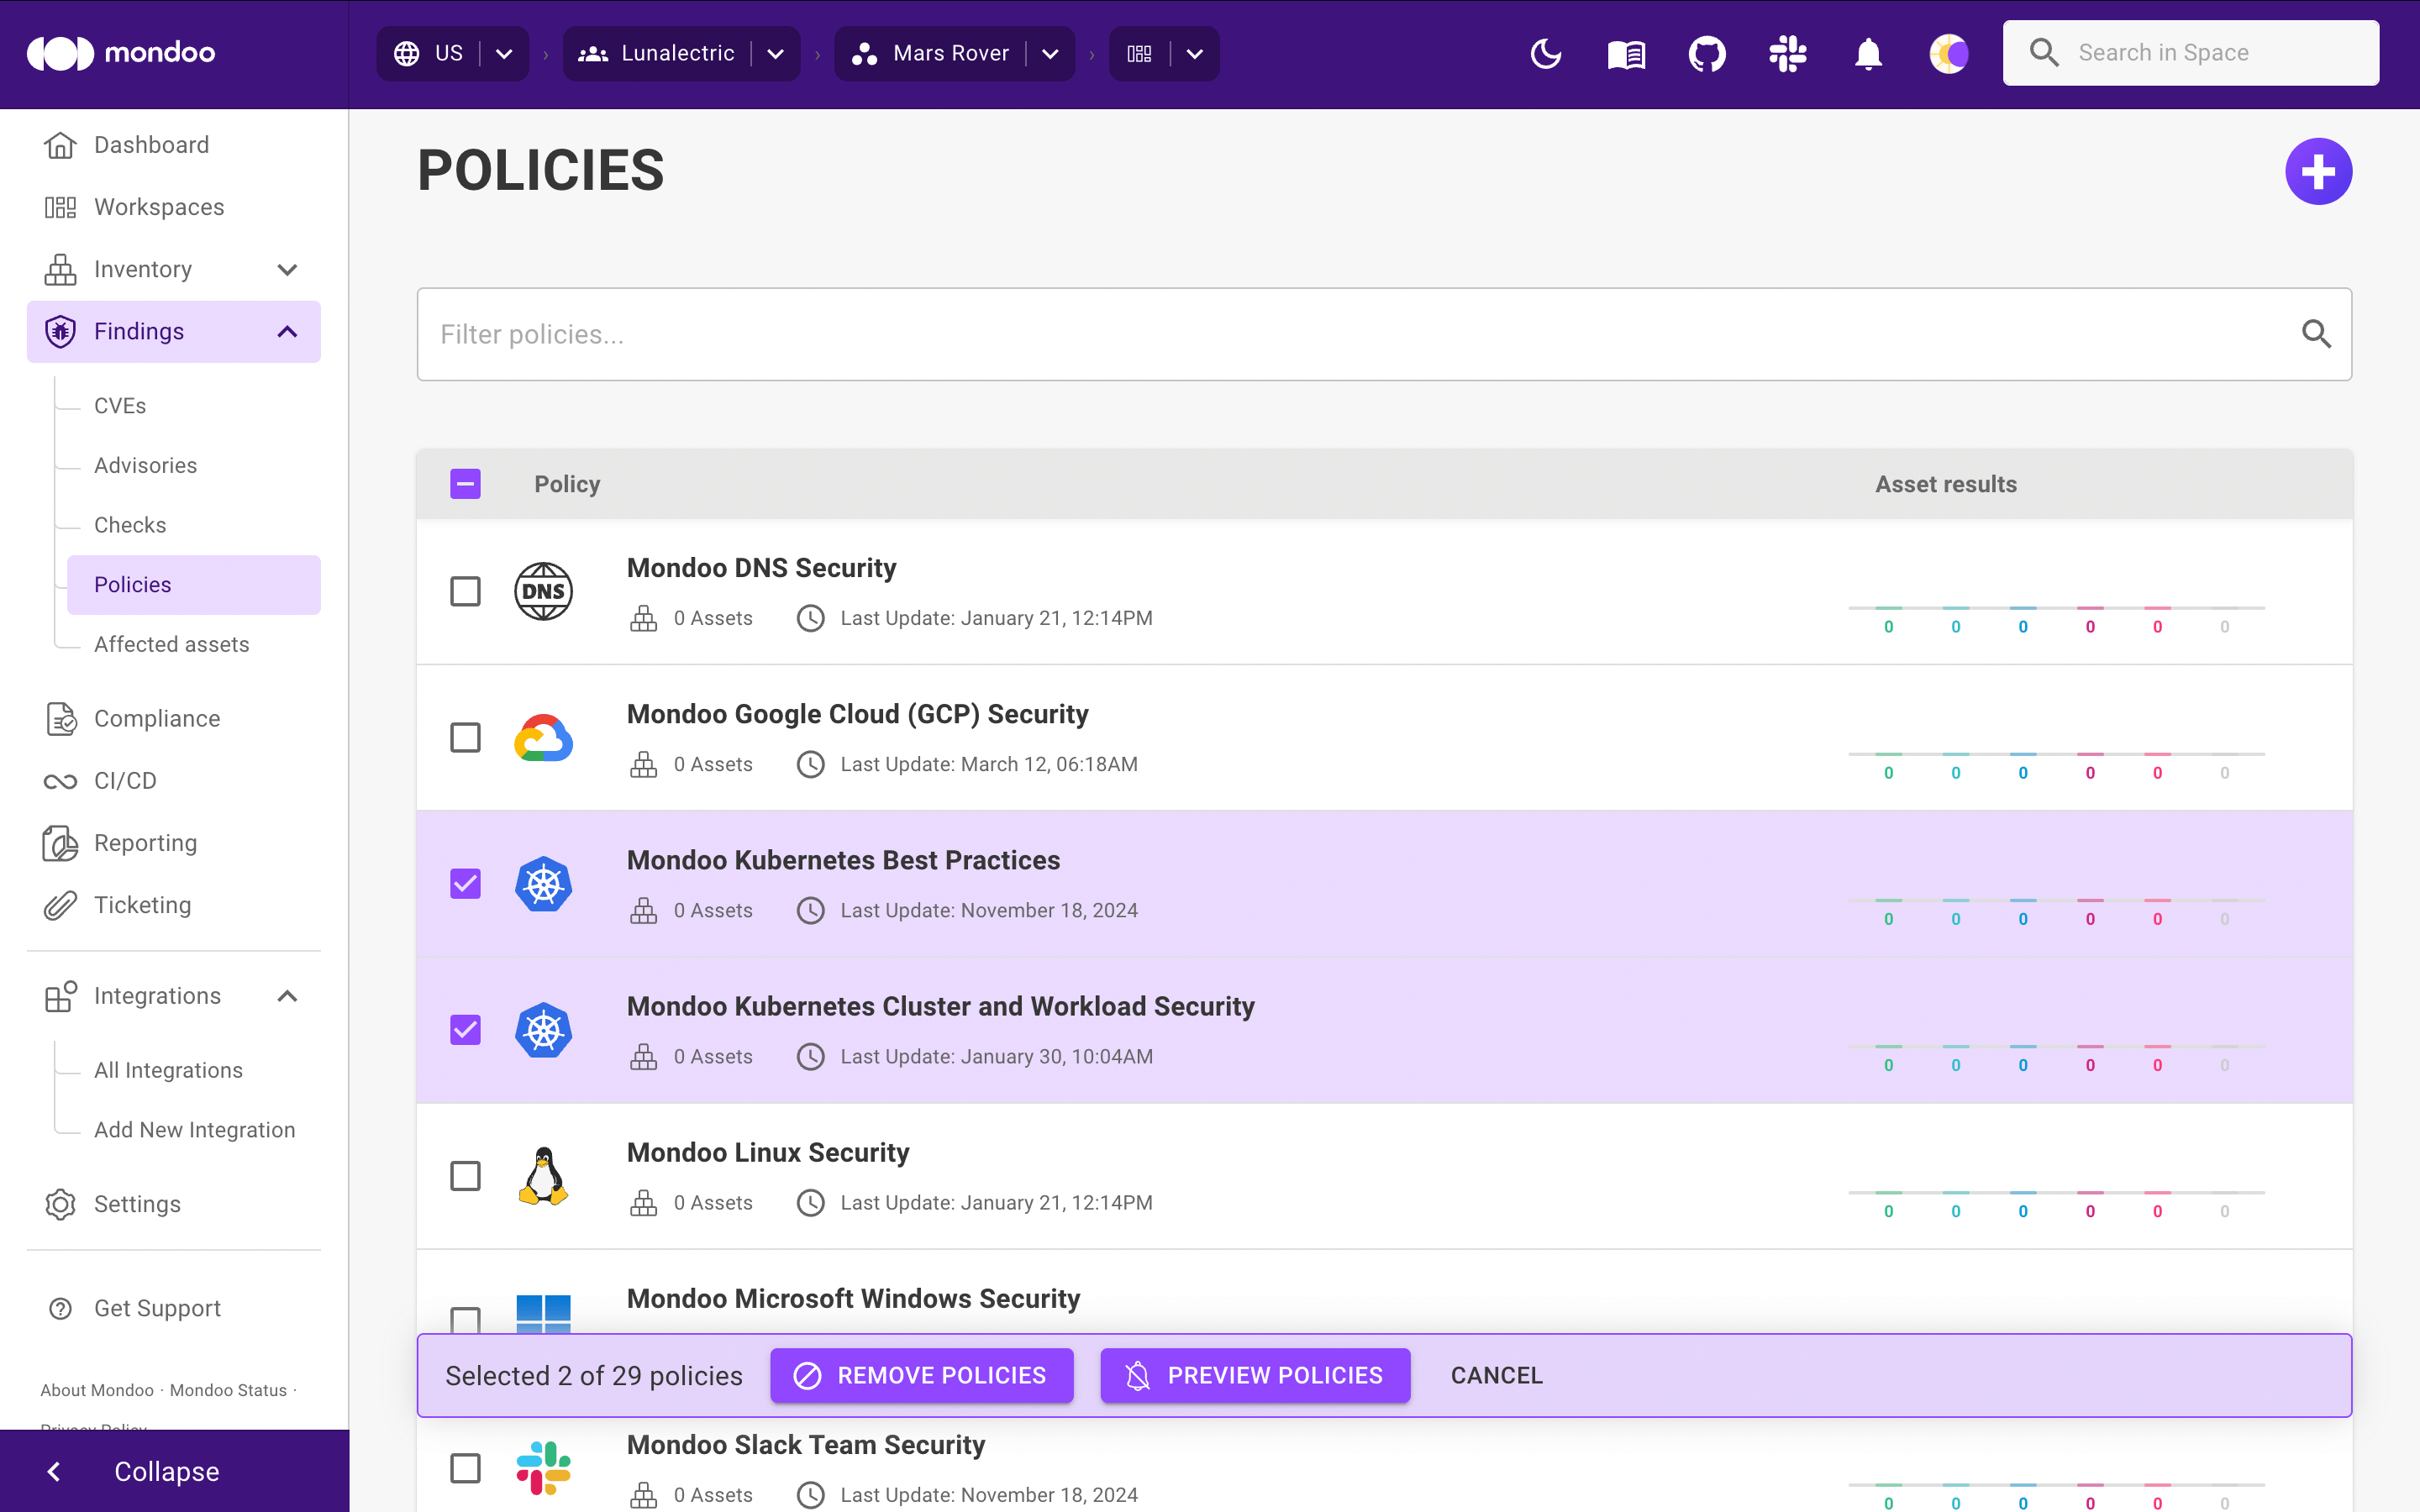 mondoo
US
Lunalectric
Mars Rover
Search in Space
Dashboard
Workspaces
Inventory
Findings
CVEs
Advisories
Checks
Policies
Affected assets
Compliance
CI/CD
Reporting
Ticketing
Integrations
All Integrations
Add New Integration
Settings
Get Support
About Mondoo · Mondoo Status ·
Privacy Policy
Collapse
POLICIES
Filter policies...
Policy Asset results
DNS
Mondoo DNS Security
0 Assets Last Update: January 21, 12:14PM
0 0 0 0 0 0
Mondoo Google Cloud (GCP) Security
0 Assets Last Update: March 12, 06:18AM
0 0 0 0 0 0
Mondoo Kubernetes Best Practices
0 Assets Last Update: November 18, 2024
0 0 0 0 0 0
Mondoo Kubernetes Cluster and Workload Security
0 Assets Last Update: January 30, 10:04AM
0 0 0 0 0 0
Mondoo Linux Security
0 Assets Last Update: January 21, 12:14PM
0 0 0 0 0 0
Mondoo Microsoft Windows Security
Selected 2 of 29 policies REMOVE POLICIES PREVIEW POLICIES CANCEL
Mondoo Slack Team Security
0 Assets Last Update: November 18, 2024
0 0 0 0 0 0